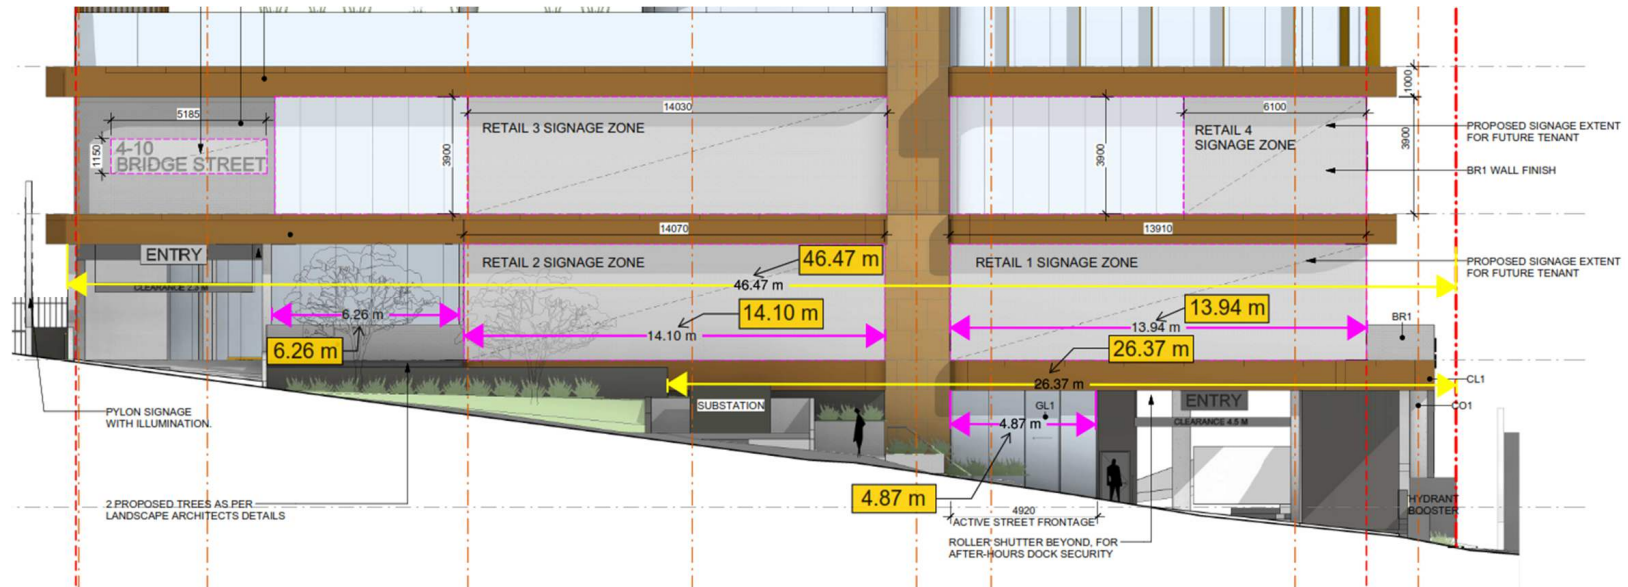 1000
5185
14030
6100
RETAIL 3 SIGNAGE ZONE
RETAIL 4
SIGNAGE ZONE
PROPOSED SIGNAGE EXTENT
FOR FUTURE TENANT
4-10
BRIDGE STREET
1150
3900
3900
3900
BR1 WALL FINISH
14070
13910
ENTRY
CLEARANCE 2.3 M
RETAIL 2 SIGNAGE ZONE
46.47 m
RETAIL 1 SIGNAGE ZONE
PROPOSED SIGNAGE EXTENT
FOR FUTURE TENANT
46.47 m
6.26 m
14.10 m
13.94 m
BR1
14.10 m
13.94 m
6.26 m
26.37 m
26.37 m
CL1
SUBSTATION
GL1
ENTRY
CO1
PYLON SIGNAGE
WITH ILLUMINATION.
4.87 m
CLEARANCE 4.5 M
4.87 m
2 PROPOSED TREES AS PER
LANDSCAPE ARCHITECTS DETAILS
HYDRANT
BOOSTER
4920
ACTIVE STREET FRONTAGE
ROLLER SHUTTER BEYOND, FOR
AFTER-HOURS DOCK SECURITY